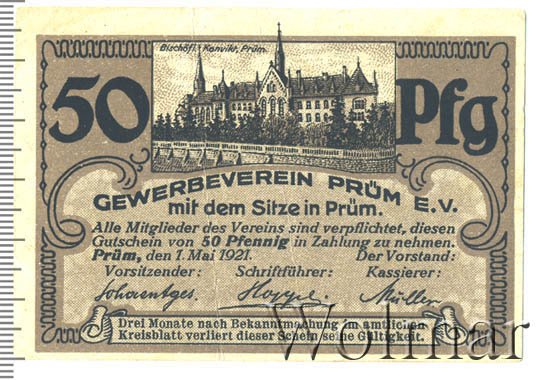 Bischöfl. Konvikt, Prüm.
50 Pfg
GEWERBEVEREIN PRÜM E.V.
mit dem Sitze in Prüm.
Alle Mitglieder des Vereins sind verpflichtet, diesen
Gutschein von 50 Pfennig in Zahlung zu nehmen.
Prüm, den 1. Mai 1921. Der Vorstand:
Vorsitzender: Schriftführer: Kassierer:
Müller
Drei Monate nach Bekanntmachung im amtlichen
Kreisblatt verliert dieser Schein seine Gültigkeit.
Wolmar